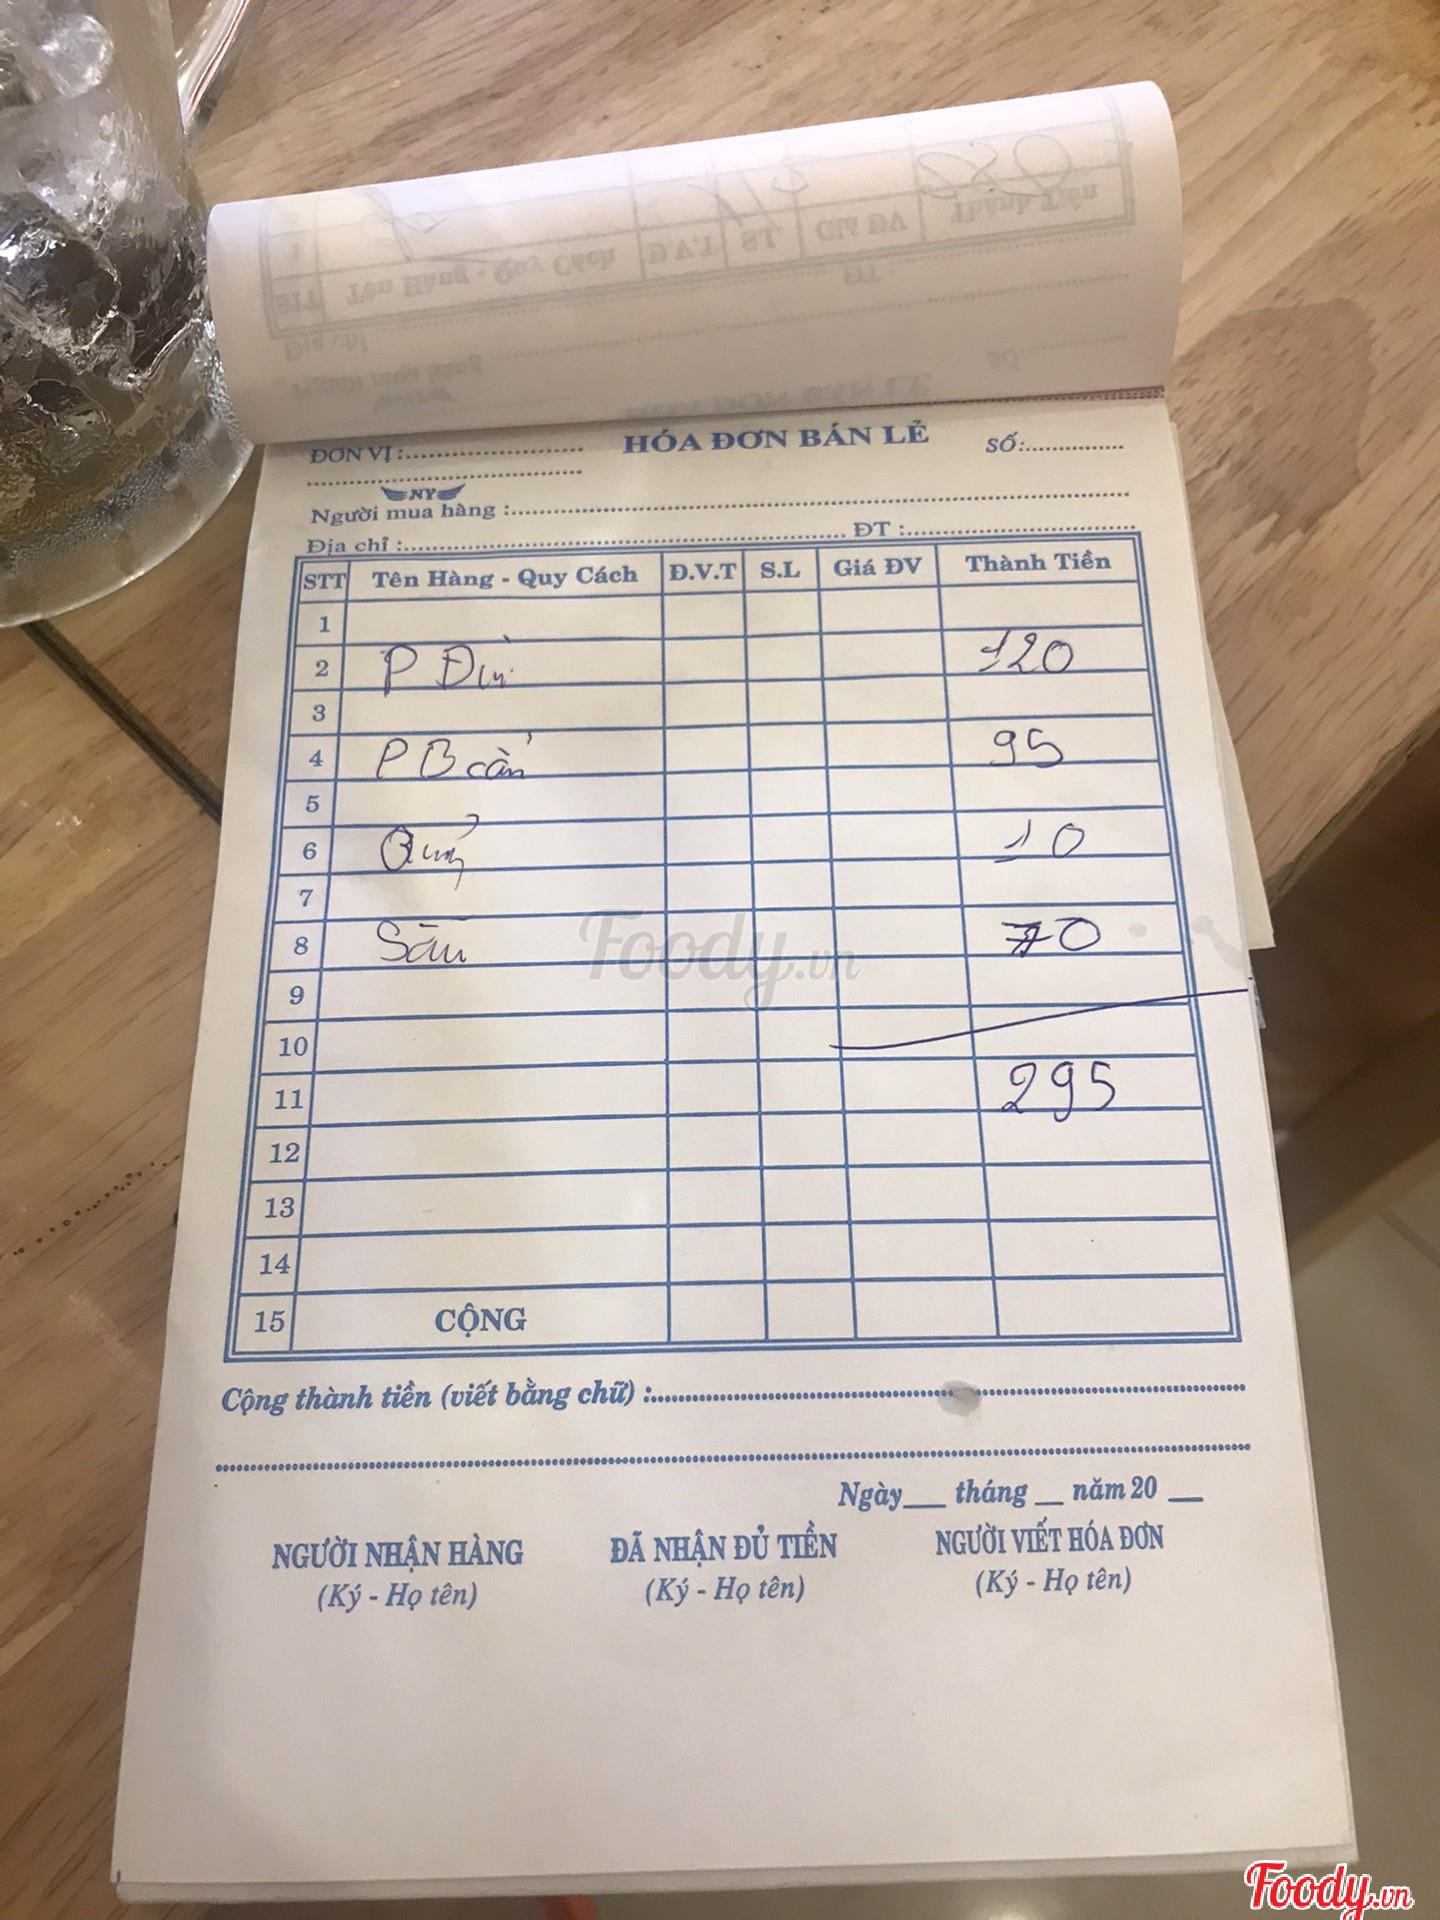 ĐƠN VỊ: HÓA ĐƠN BÁN LẺ SỐ:
NY
Người mua hàng :
Địa chỉ : ĐT :
STT Tên Hàng - Quy Cách Đ.V.T S.L Giá ĐV Thành Tiền
1
2 P 120
3
4 P B 95
5
6 10
7
8 70
9
10
11 295
12
13
14
15 CỘNG
Cộng thành tiền (viết bằng chữ) :
Ngày___ tháng __ năm 20 __
NGƯỜI NHẬN HÀNG ĐÃ NHẬN ĐỦ TIỀN NGƯỜI VIẾT HÓA ĐƠN
(Ký - Họ tên) (Ký - Họ tên) (Ký - Họ tên)
Foody.vn
Foody.vn